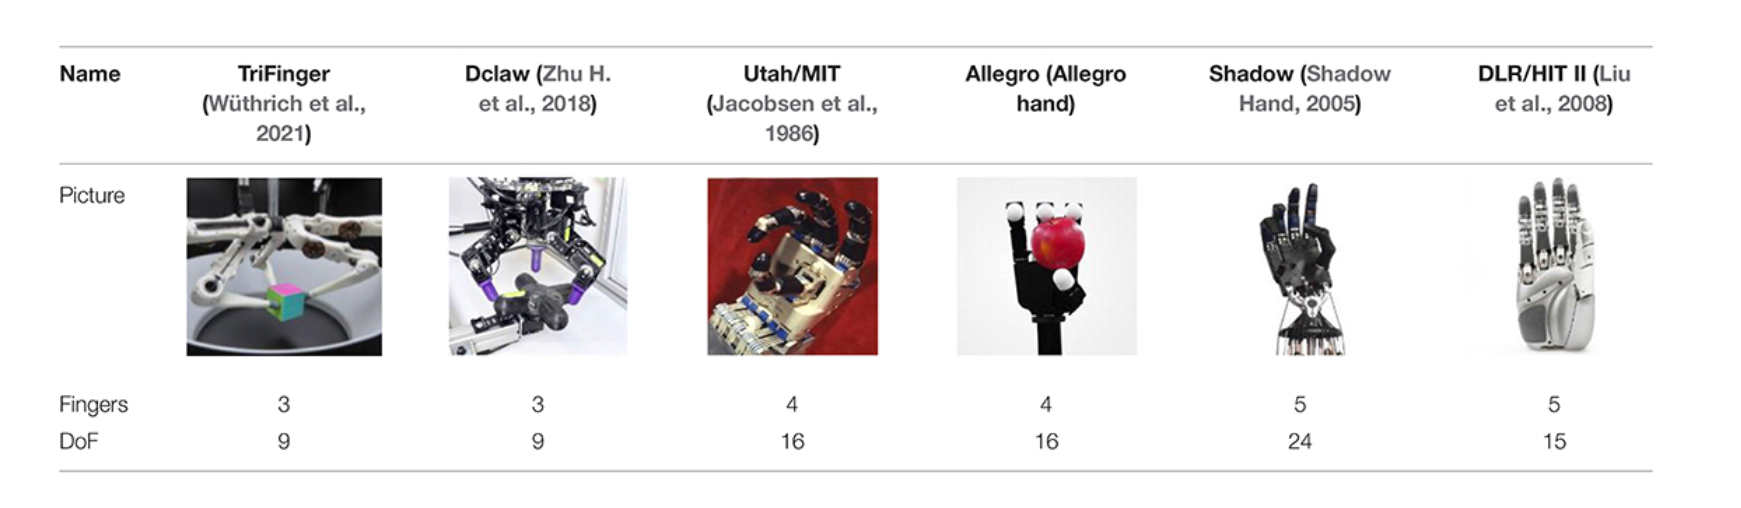 Name TriFinger Dclaw (Zhu H. Utah/MIT Allegro (Allegro Shadow (Shadow DLR/HIT II (Liu
(Wüthrich et al., et al., 2018) (Jacobsen et al., hand) Hand, 2005) et al., 2008)
2021) 1986)
Picture
Fingers 3 3 4 4 5 5
DoF 9 9 16 16 24 15